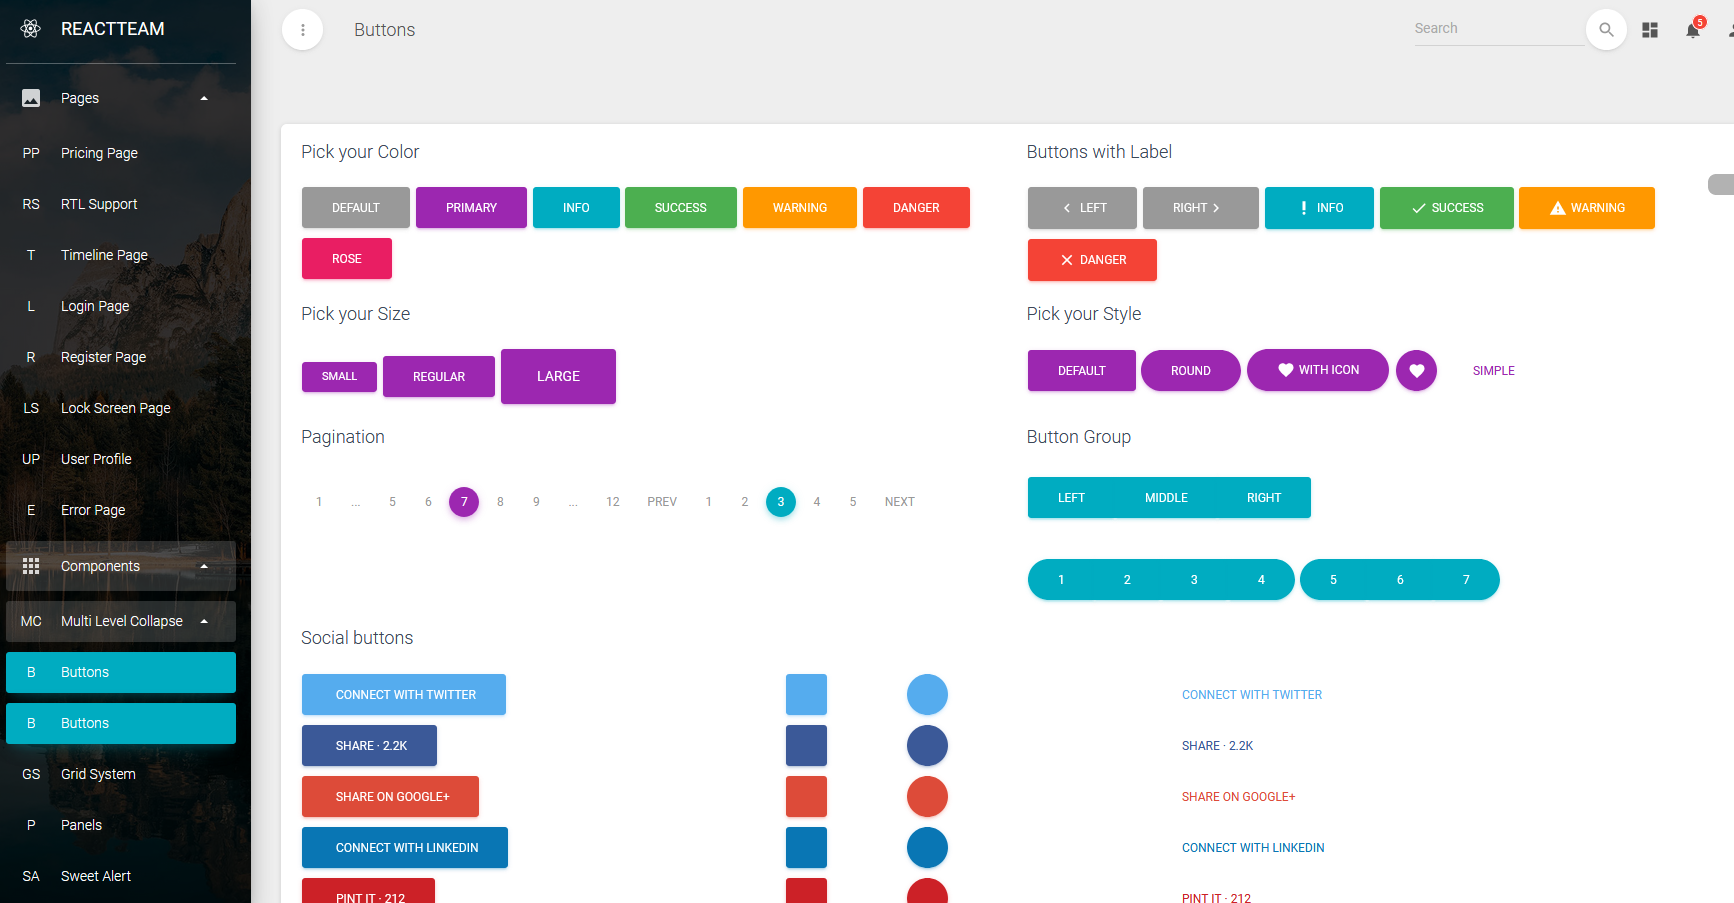 REACTTEAM
Pages
PP Pricing Page
RS RTL Support
T Timeline Page
L Login Page
R Register Page
LS Lock Screen Page
UP User Profile
E Error Page
Components
MC Multi Level Collapse
B Buttons
B Buttons
GS Grid System
P Panels
SA Sweet Alert
Buttons
Search
5
Pick your Color
DEFAULT PRIMARY INFO SUCCESS WARNING DANGER
ROSE
Buttons with Label
LEFT RIGHT INFO SUCCESS WARNING
DANGER
Pick your Size
SMALL REGULAR LARGE
Pick your Style
DEFAULT ROUND WITH ICON SIMPLE
Pagination
1 ... 5 6 7 8 9 ... 12 PREV 1 2 3 4 5 NEXT
Button Group
LEFT MIDDLE RIGHT
1 2 3 4 5 6 7
Social buttons
CONNECT WITH TWITTER CONNECT WITH TWITTER
SHARE · 2.2K SHARE · 2.2K
SHARE ON GOOGLE+ SHARE ON GOOGLE+
CONNECT WITH LINKEDIN CONNECT WITH LINKEDIN
PINT IT · 212 PINT IT · 212